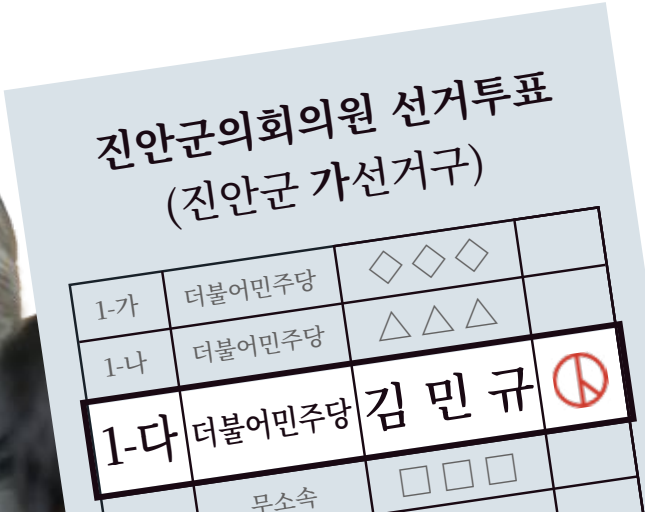 진안군의회의원 선거투표
(진안군 가선거구)
1-가 더불어민주당 ◇◇◇
1-나 더불어민주당 △△△
1-다 더불어민주당 김민규
무소속 □□□